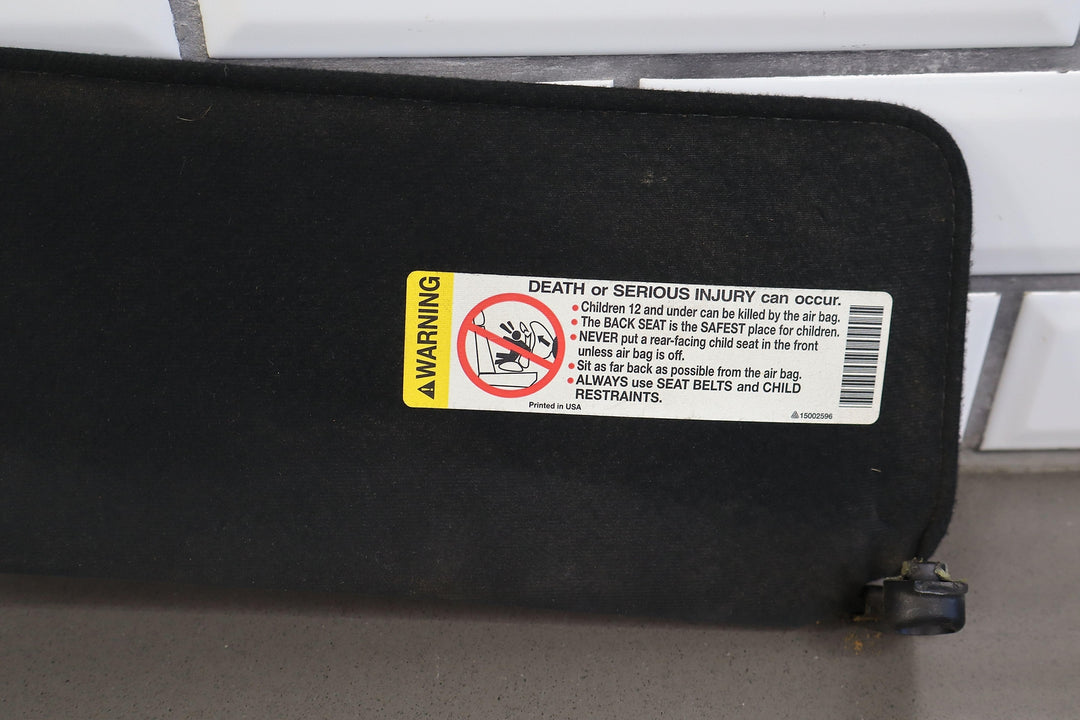 WARNING
DEATH or SERIOUS INJURY can occur.
• Children 12 and under can be killed by the air bag.
• The BACK SEAT is the SAFEST place for children.
• NEVER put a rear-facing child seat in the front
unless air bag is off.
• Sit as far back as possible from the air bag.
• ALWAYS use SEAT BELTS and CHILD
RESTRAINTS.
Printed in USA
15002596